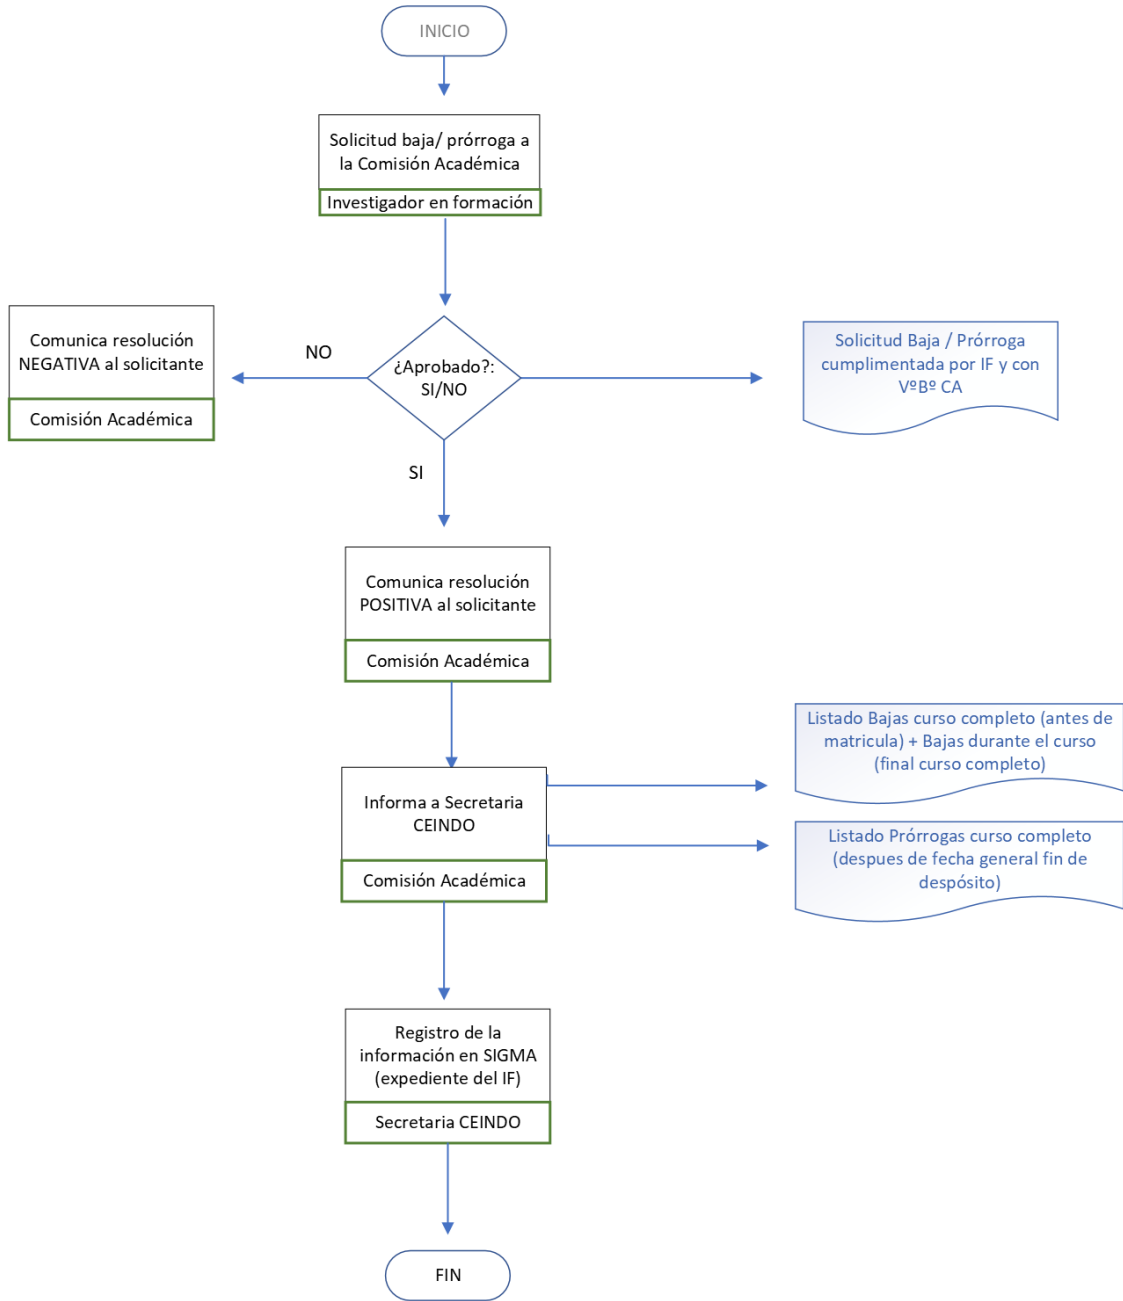 INICIO
Solicitud baja/ prórroga a
la Comisión Académica
Investigador en formación
Comunica resolución
NEGATIVA al solicitante
Comisión Académica
NO
¿Aprobado?:
SI/NO
Solicitud Baja / Prórroga
cumplimentada por IF y con
VºBº CA
SI
Comunica resolución
POSITIVA al solicitante
Comisión Académica
Listado Bajas curso completo (antes de
matricula) + Bajas durante el curso
(final curso completo)
Informa a Secretaria
CEINDO
Comisión Académica
Listado Prórrogas curso completo
(despues de fecha general fin de
despósito)
Registro de la
información en SIGMA
(expediente del IF)
Secretaria CEINDO
FIN